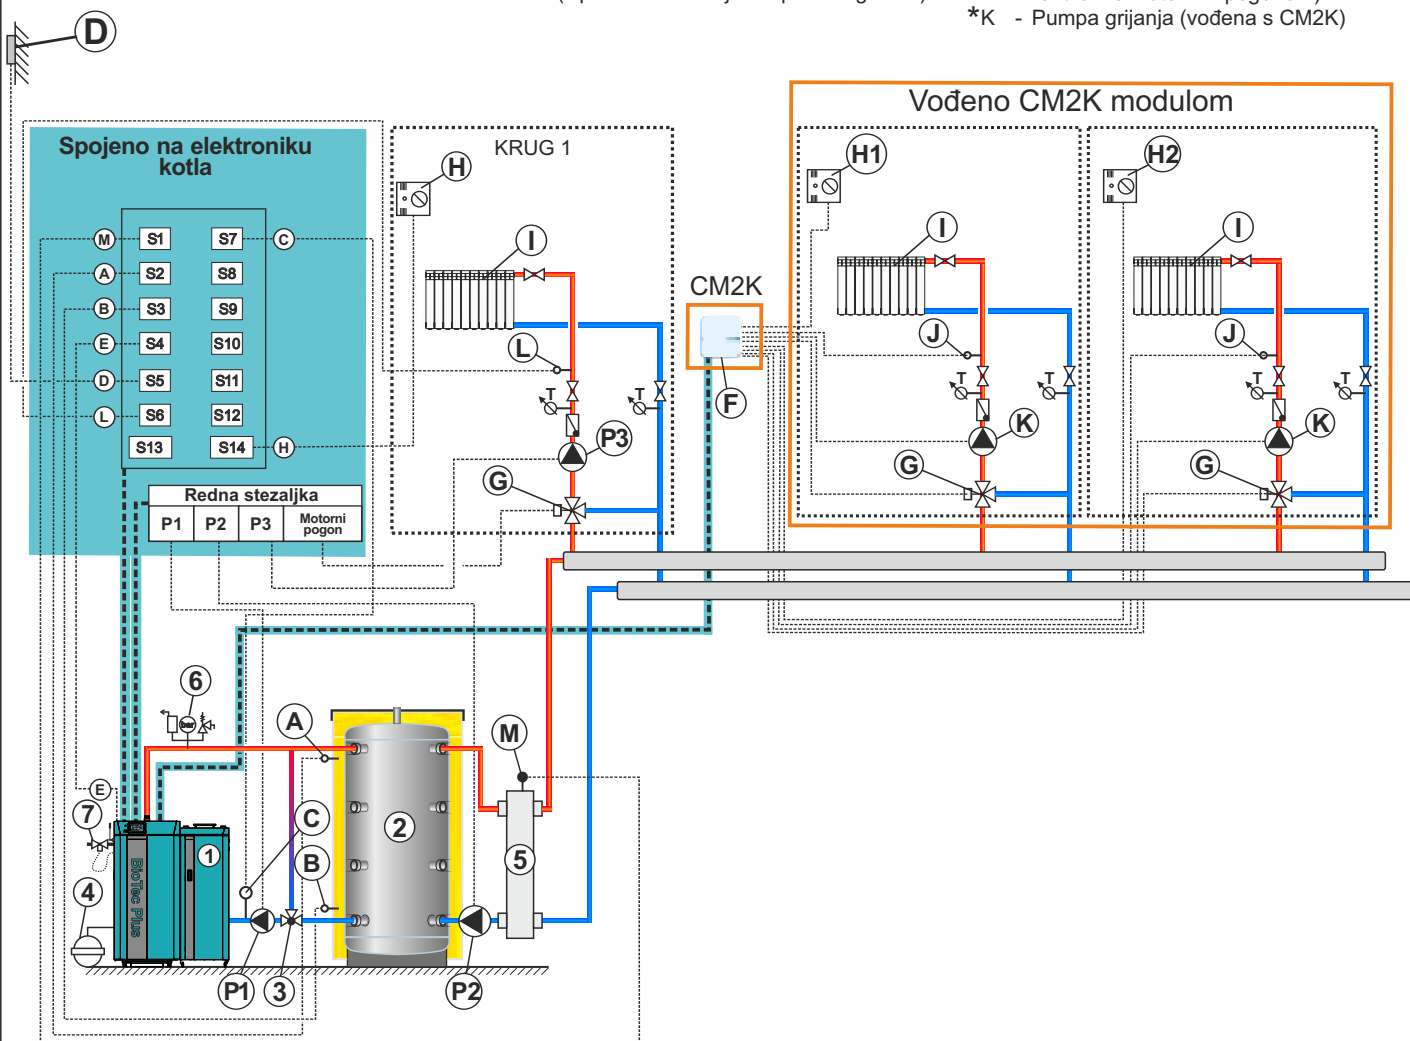 *K - Pumpa grijanja (vođena s CM2K)
D
Vođeno CM2K modulom
Spojeno na elektroniku
kotla
KRUG 1
H
H1
H2
I
I
I
M S1 S7 C
A S2 S8
B S3 S9
E S4 S10
D S5 S11
L S6 S12
S13 S14 H
CM2K
F
L
J
J
T
T
T
T
T
T
P3
K
K
G
G
G
Redna stezaljka
P1 P2 P3 Motorni
pogon
6
bar
A
M
E
7
1
C
2
B
5
4
BioTec Plus
P1
3
P2